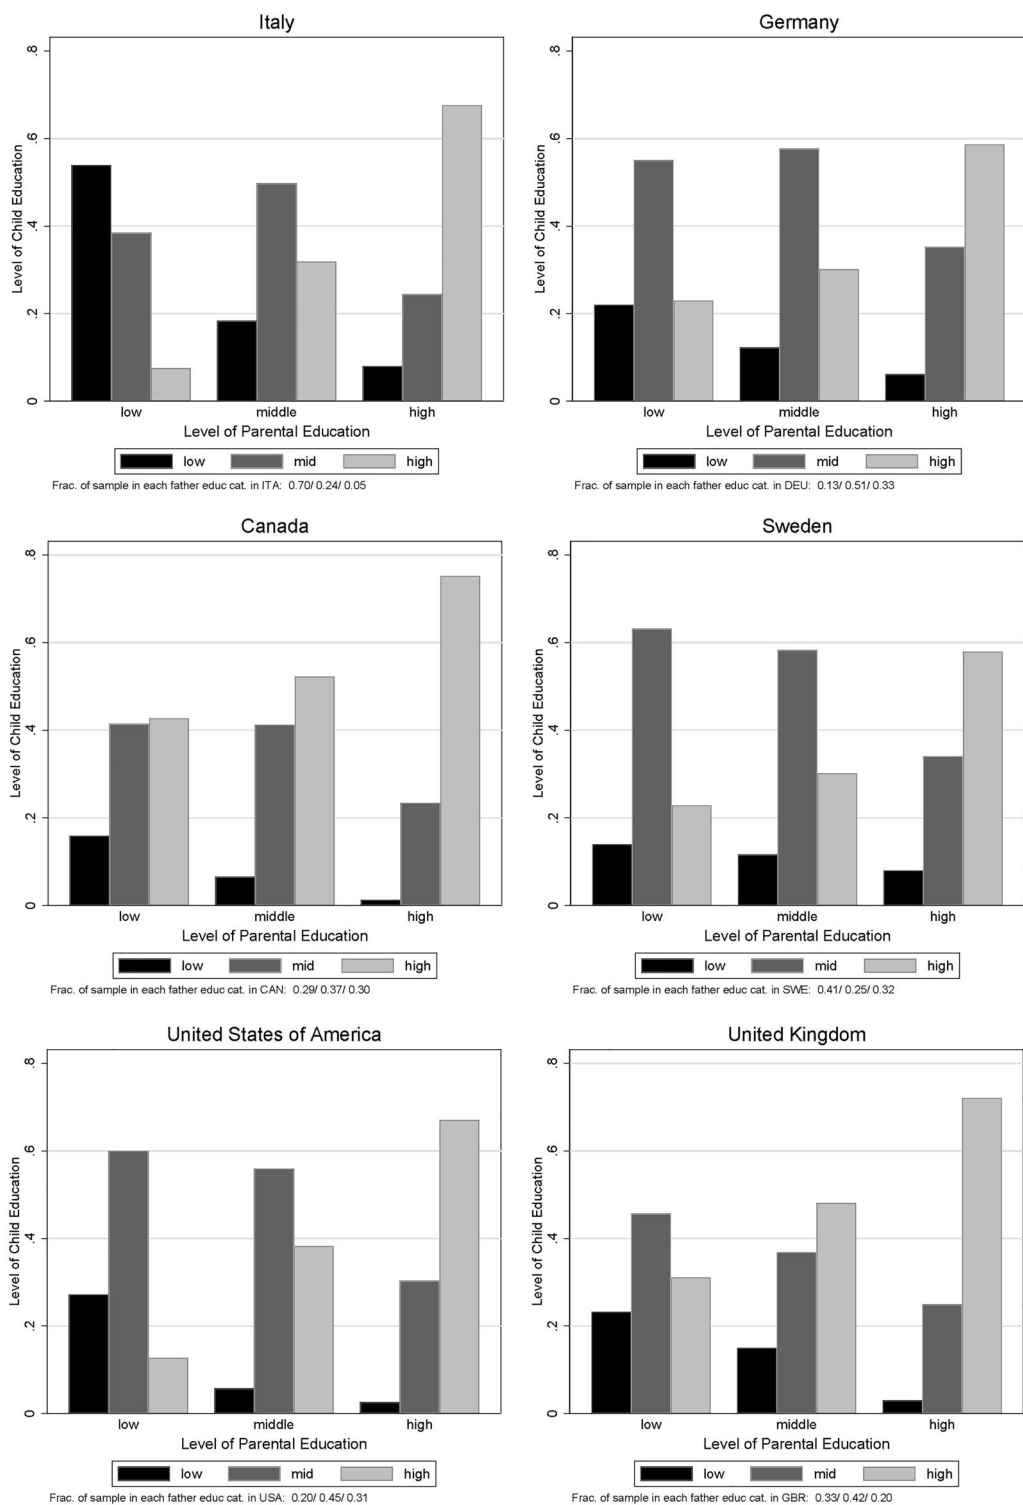 Italy
Level of Child Education
.8
.6
.4
.2
0
low middle high
Level of Parental Education
low mid high
Frac. of sample in each father educ cat. in ITA: 0.70/ 0.24/ 0.05
Germany
Level of Child Education
.8
.6
.4
.2
0
low middle high
Level of Parental Education
low mid high
Frac. of sample in each father educ cat. in DEU: 0.13/ 0.51/ 0.33
Canada
Level of Child Education
.8
.6
.4
.2
0
low middle high
Level of Parental Education
low mid high
Frac. of sample in each father educ cat. in CAN: 0.29/ 0.37/ 0.30
Sweden
Level of Child Education
.8
.6
.4
.2
0
low middle high
Level of Parental Education
low mid high
Frac. of sample in each father educ cat. in SWE: 0.41/ 0.25/ 0.32
United States of America
Level of Child Education
.8
.6
.4
.2
0
low middle high
Level of Parental Education
low mid high
Frac. of sample in each father educ cat. in USA: 0.20/ 0.45/ 0.31
United Kingdom
Level of Child Education
.8
.6
.4
.2
0
low middle high
Level of Parental Education
low mid high
Frac. of sample in each father educ cat. in GBR: 0.33/ 0.42/ 0.20